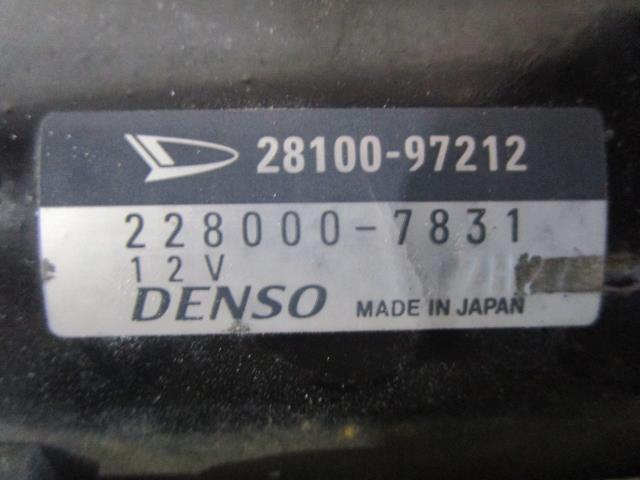 28100-97212
228000-7831
12V
DENSO MADE IN JAPAN